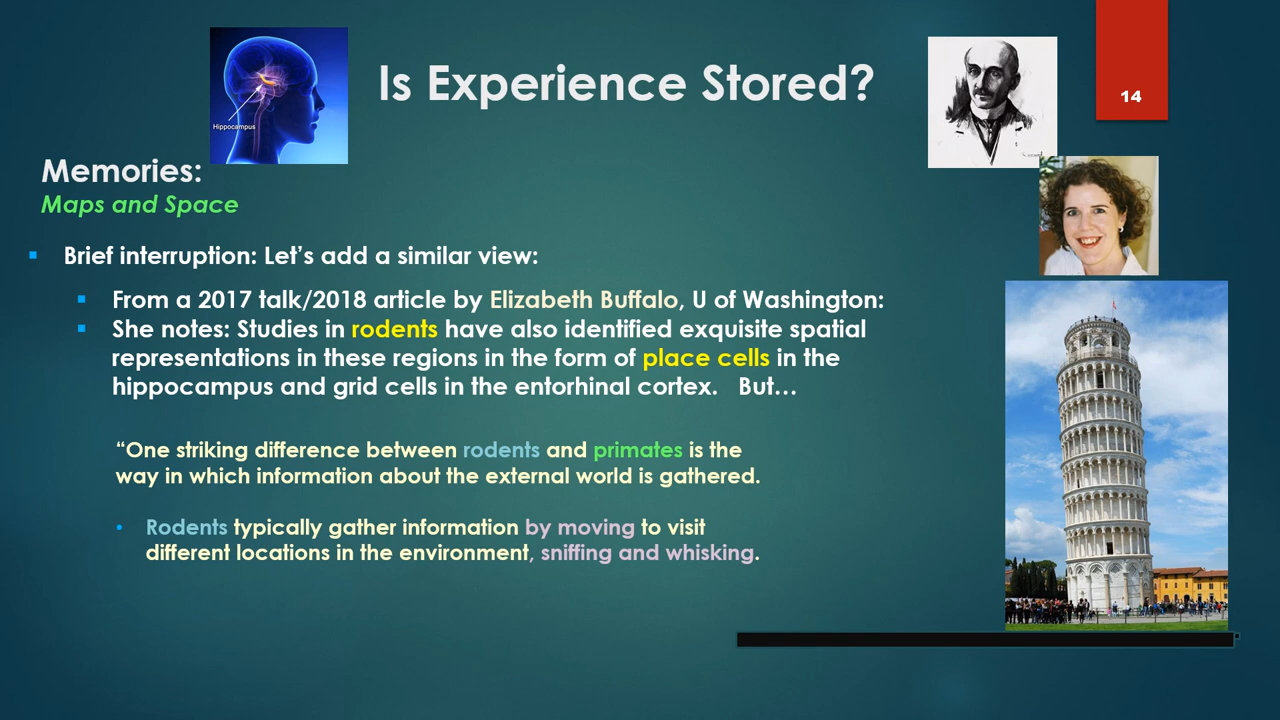 Is Experience Stored?
14
Hippocampus
Memories:
Maps and Space
Brief interruption: Let’s add a similar view:
From a 2017 talk/2018 article by Elizabeth Buffalo, U of Washington:
She notes: Studies in rodents have also identified exquisite spatial
representations in these regions in the form of place cells in the
hippocampus and grid cells in the entorhinal cortex. But…
“One striking difference between rodents and primates is the
way in which information about the external world is gathered.
Rodents typically gather information by moving to visit
different locations in the environment, sniffing and whisking.